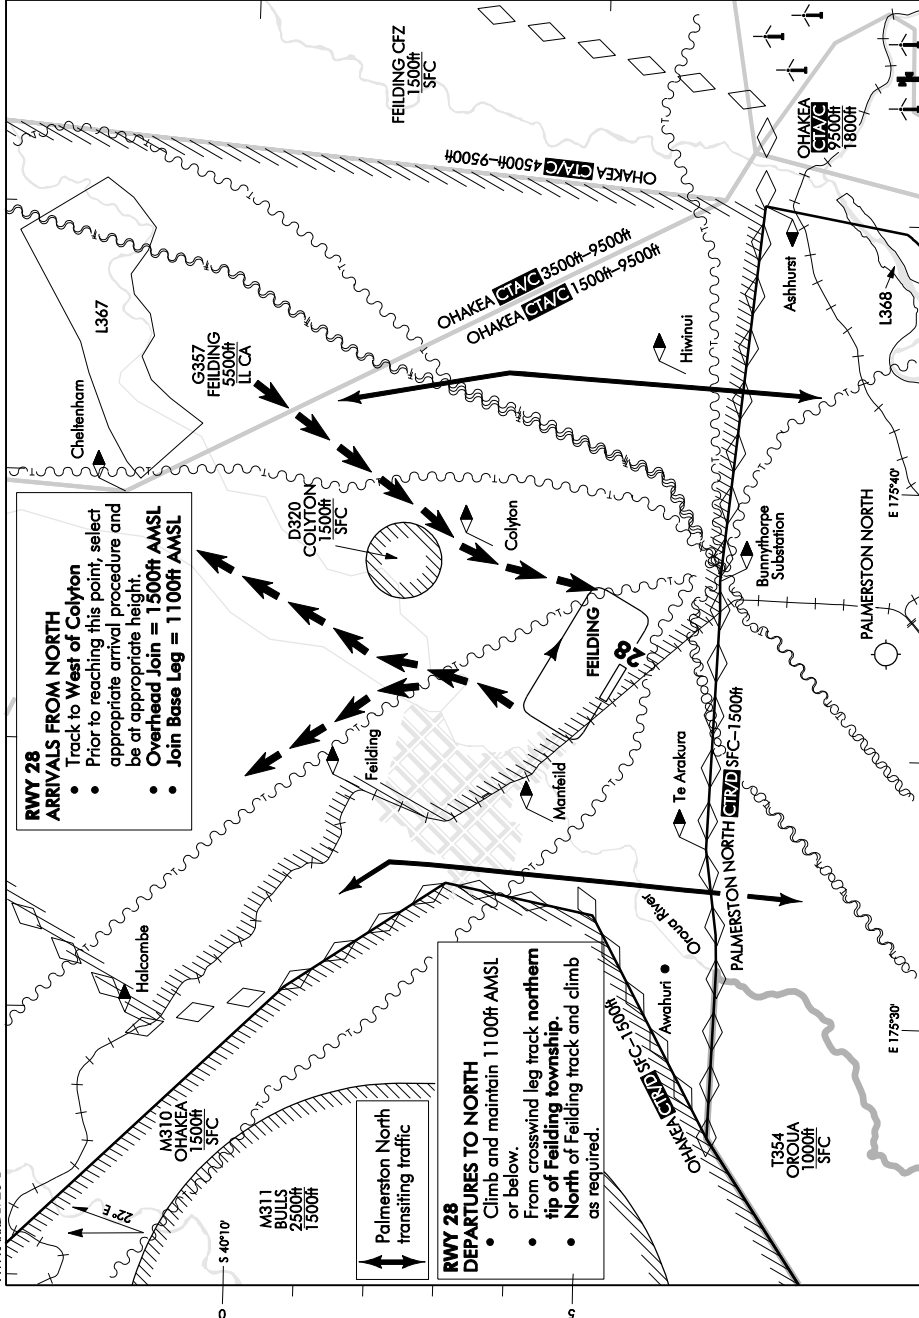 RWY 28
ARRIVALS FROM NORTH
• Track to West of Colyton
• Prior to reaching this point, select
appropriate arrival procedure and
be at appropriate height.
• Overhead Join = 1500ft AMSL
• Join Base Leg = 1100ft AMSL
Cheltenham
L367
FEILDING CFZ
1500ft
SFC
G357
FEILDING
5500ft
LL CA
OHAKEA CTA/C 4500ft–9500ft
OHAKEA CTA/C 3500ft–9500ft
OHAKEA CTA/C 1500ft–9500ft
OHAKEA
CTA/C
9500ft
1800ft
D320
COLYTON
1500ft
SFC
Colyton
Hiwinui
Ashhurst
L368
Halcombe
Feilding
FEILDING
28
Manfeild
Te Arakura
Bunnythorpe
Substation
PALMERSTON NORTH
E 175°40'
M310
OHAKEA
1500ft
SFC
22° E
M311
BULLS
2500ft
1500ft
S 40°10'
0
5
Palmerston North
transiting traffic
RWY 28
DEPARTURES TO NORTH
• Climb and maintain 1100ft AMSL
or below.
• From crosswind leg track northern
tip of Feilding township.
• North of Feilding track and climb
as required.
OHAKEA CTR/D SFC–1500ft
Awahuri
Oroua River
PALMERSTON NORTH CTR/D SFC–1500ft
T354
OROUA
1000ft
SFC
E 175°30'